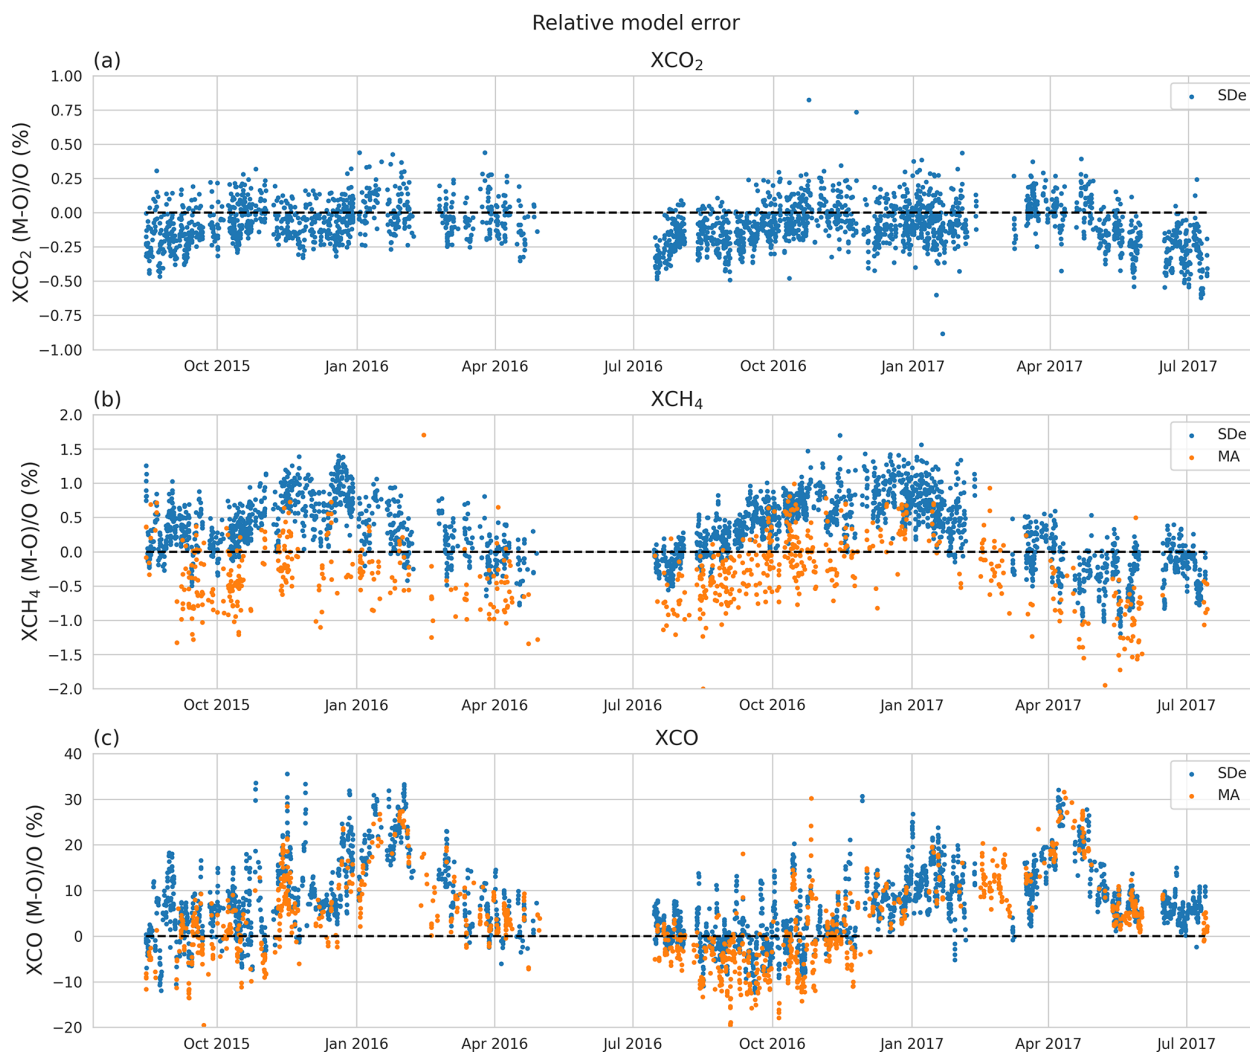 Relative model error
(a)
XCO₂
XCO₂ (M-O)/O (%)
1.00
0.75
0.50
0.25
0.00
−0.25
−0.50
−0.75
−1.00
SDe
Oct 2015
Jan 2016
Apr 2016
Jul 2016
Oct 2016
Jan 2017
Apr 2017
Jul 2017
(b)
XCH₄
XCH₄ (M-O)/O (%)
2.0
1.5
1.0
0.5
0.0
−0.5
−1.0
−1.5
−2.0
SDe
MA
Oct 2015
Jan 2016
Apr 2016
Jul 2016
Oct 2016
Jan 2017
Apr 2017
Jul 2017
(c)
XCO
XCO (M-O)/O (%)
40
30
20
10
0
−10
−20
SDe
MA
Oct 2015
Jan 2016
Apr 2016
Jul 2016
Oct 2016
Jan 2017
Apr 2017
Jul 2017